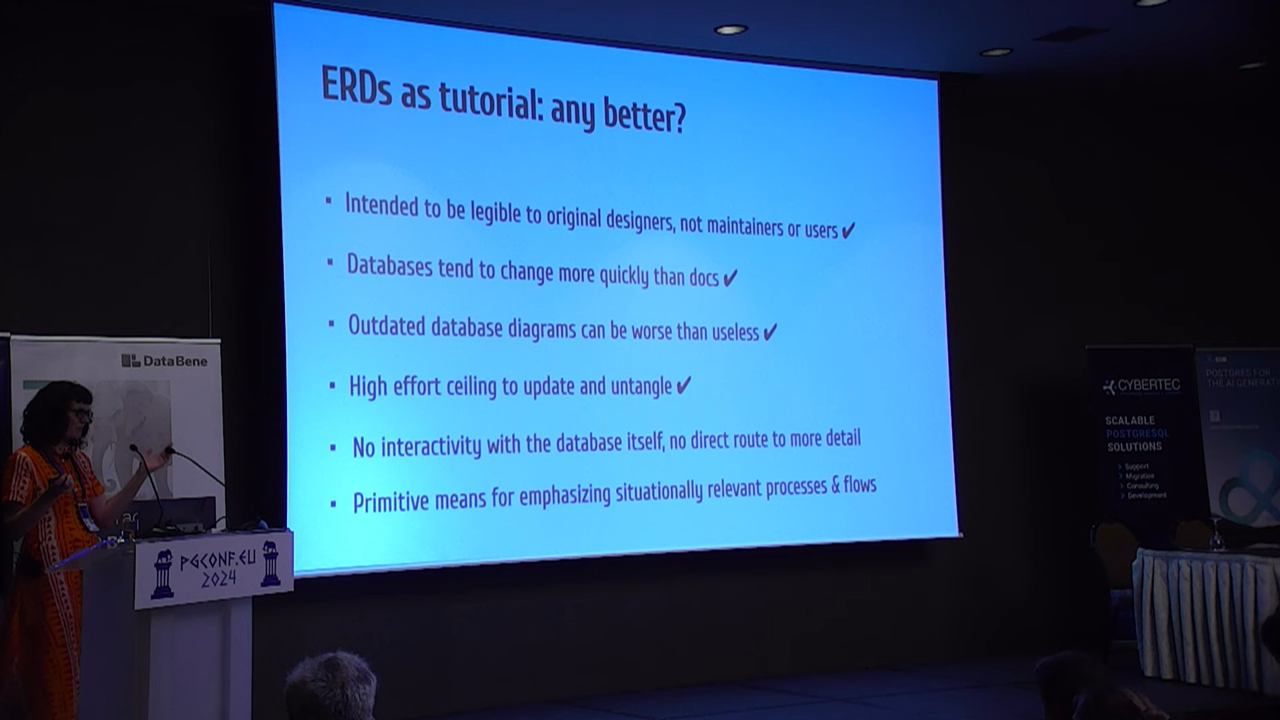 ERDs as tutorial: any better?
▪ Intended to be legible to original designers, not maintainers or users ✔
▪ Databases tend to change more quickly than docs ✔
▪ Outdated database diagrams can be worse than useless ✔
▪ High effort ceiling to update and untangle ✔
▪ No interactivity with the database itself, no direct route to more detail
▪ Primitive means for emphasizing situationally relevant processes & flows
DataBene
PGCONF.EU
2024
CYBERTEC
SCALABLE
POSTGRESQL
SOLUTIONS
> Support
> Migration
> Consulting
> Development
POSTGRES FOR
THE AI GENERAT